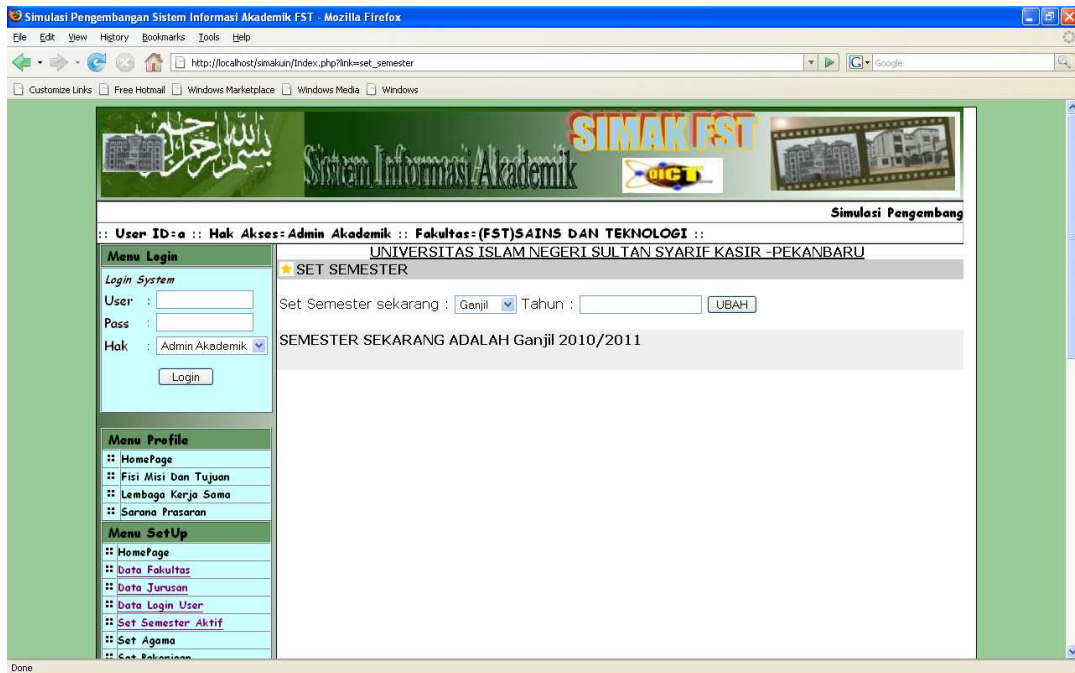 Simulasi Pengembangan Sistem Informasi Akademik FST - Mozilla Firefox
File Edit View History Bookmarks Tools Help
http://localhost/simakuin/Index.php?link=set_semester
G Google
Customize Links Free Hotmail Windows Marketplace Windows Media Windows
Sistem Informasi Akademik
SIMAK FST
OICT
Simulasi Pengembang
:: User ID=a :: Hak Akses=Admin Akademik :: Fakultas=(FST)SAINS DAN TEKNOLOGI ::
Menu Login
Login System
User :
Pass :
Hak : Admin Akademik
Login
Menu Profile
:: HomePage
:: Fisi Misi Dan Tujuan
:: Lembaga Kerja Sama
:: Sarana Prasaran
Menu SetUp
:: HomePage
:: Data Fakultas
:: Data Jurusan
:: Data Login User
:: Set Semester Aktif
:: Set Agama
:: Set Pekerjaan
UNIVERSITAS ISLAM NEGERI SULTAN SYARIF KASIR -PEKANBARU
SET SEMESTER
Set Semester sekarang : Ganjil Tahun : UBAH
SEMESTER SEKARANG ADALAH Ganjil 2010/2011
Done